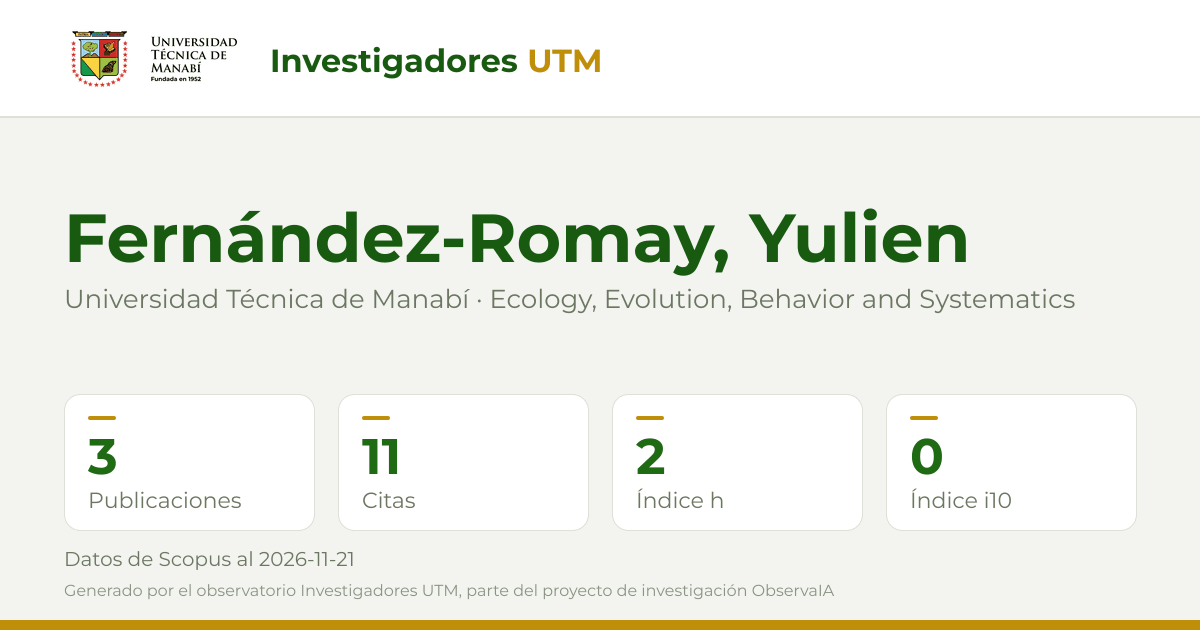 UNIVERSIDAD
TÉCNICA DE
MANABÍ
Fundada en 1952
Investigadores UTM
Fernández-Romay, Yulien
Universidad Técnica de Manabí · Ecology, Evolution, Behavior and Systematics
3
Publicaciones
11
Citas
2
Índice h
0
Índice i10
Datos de Scopus al 2026-11-21
Generado por el observatorio Investigadores UTM, parte del proyecto de investigación ObservaIA